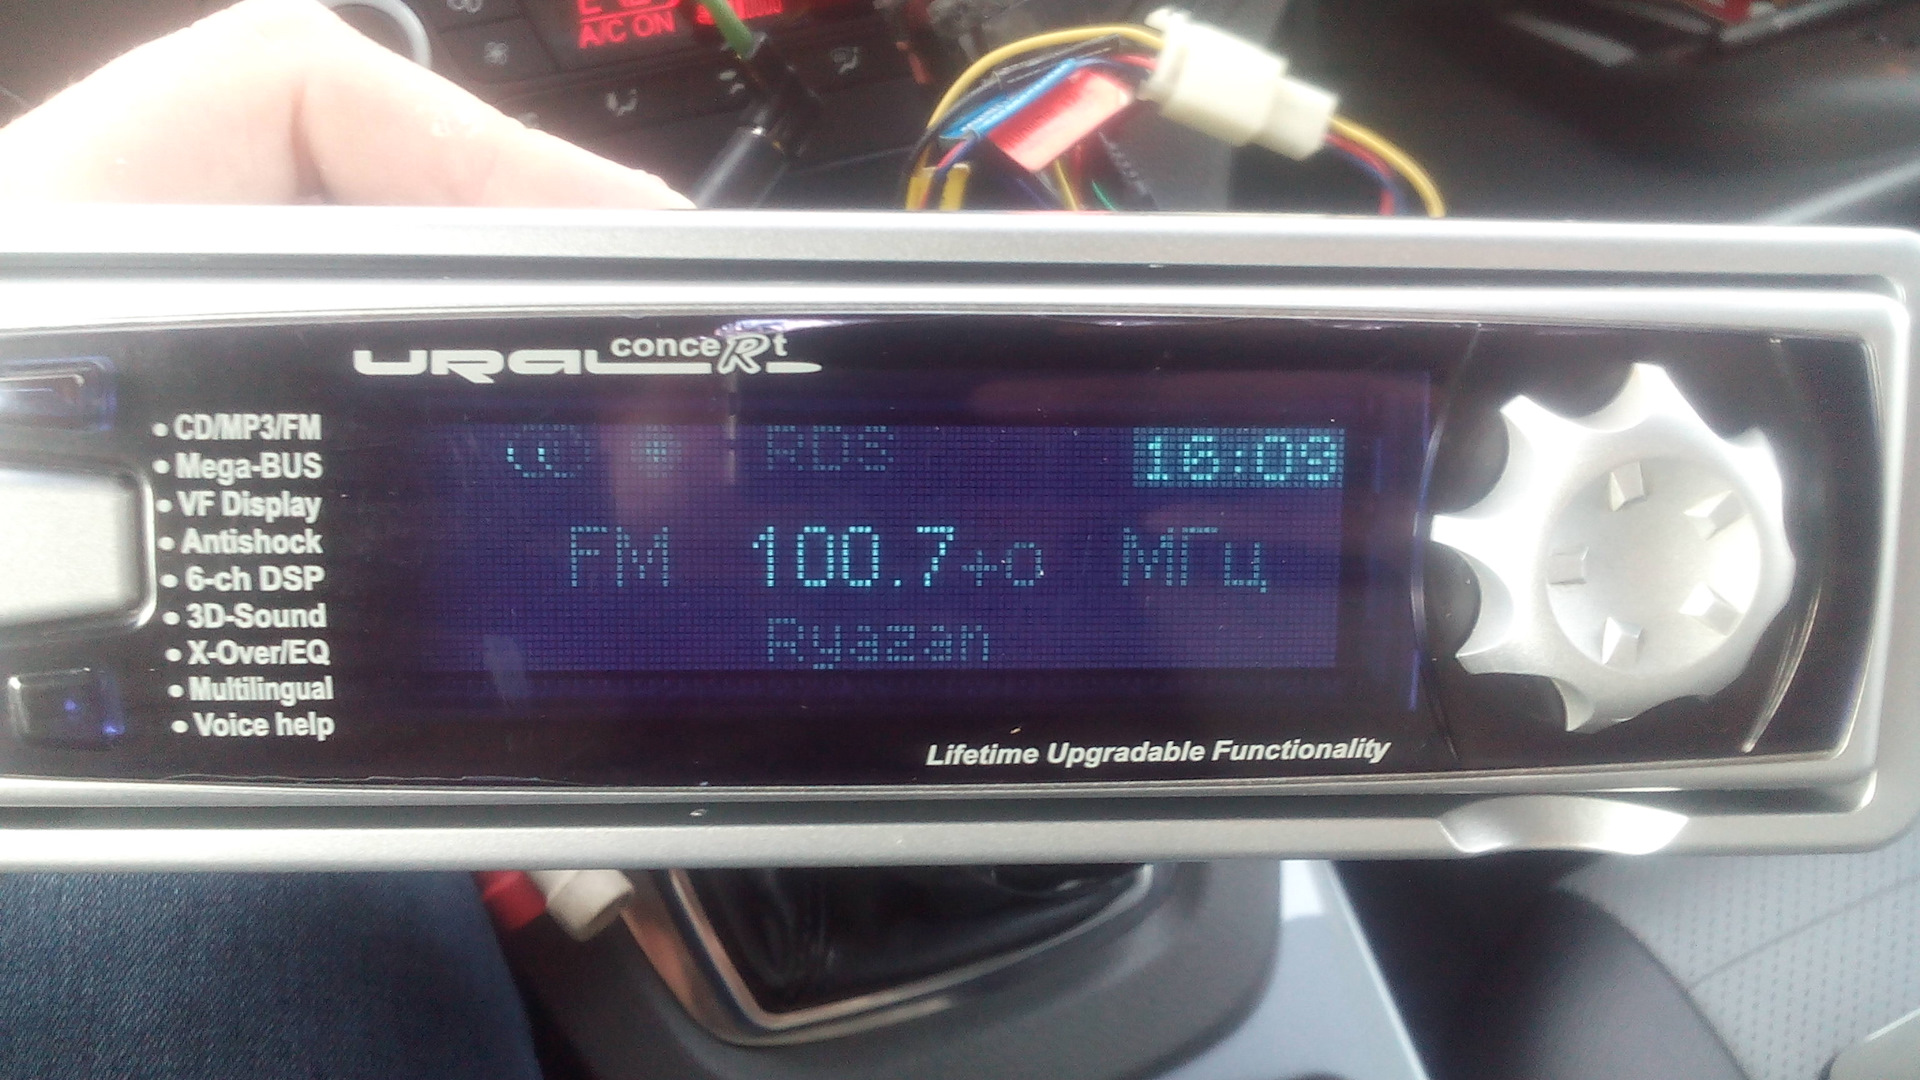 A/C ON
URAL conceRt
• CD/MP3/FM
• Mega-BUS
• VF Display
• Antishock
• 6-ch DSP
• 3D-Sound
• X-Over/EQ
• Multilingual
• Voice help
RDS 16:09
FM 100.7+o МГц
Ryazan
Lifetime Upgradable Functionality